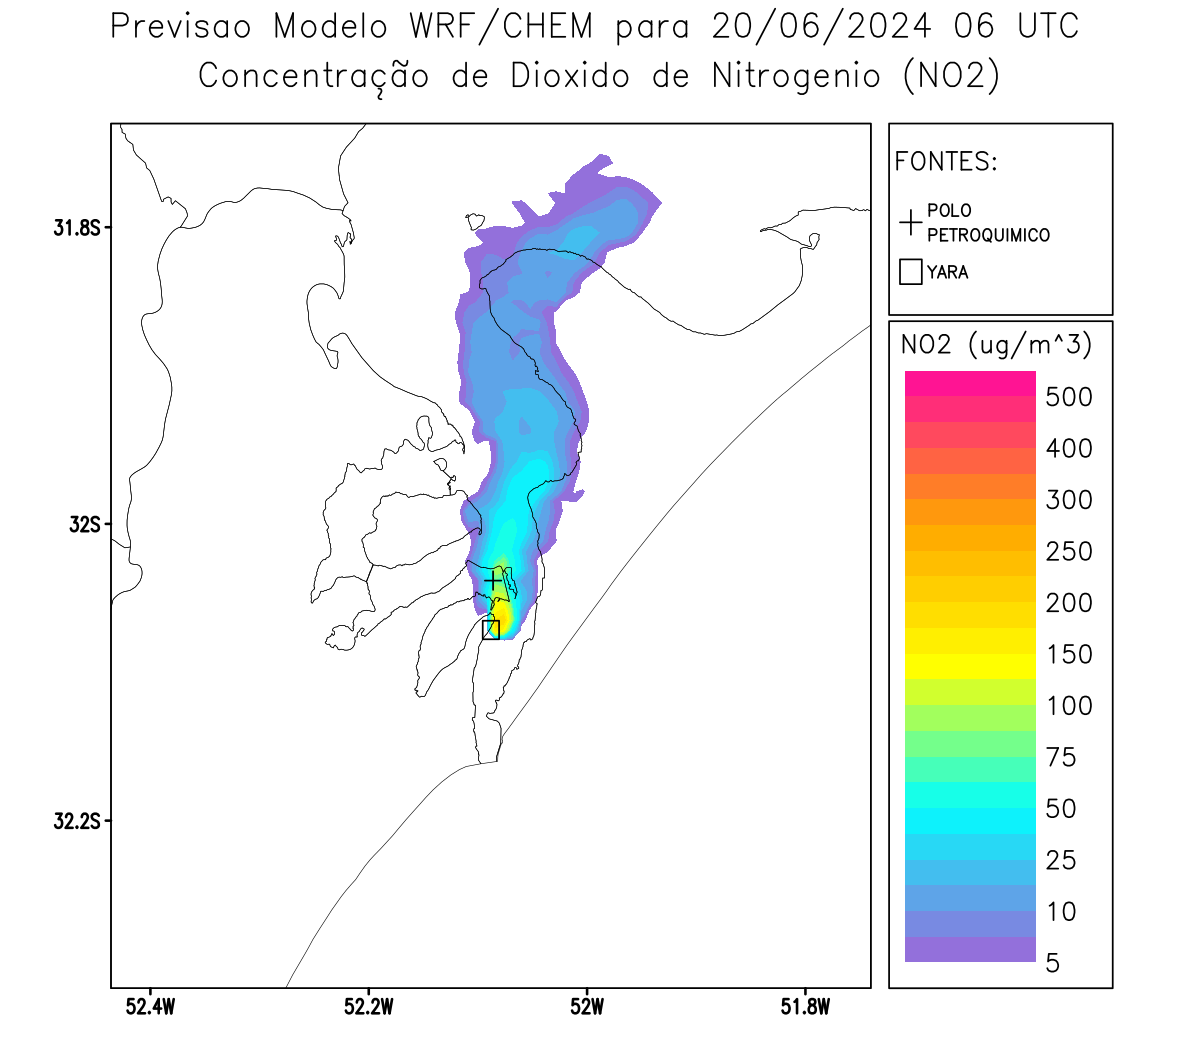 Previsao Modelo WRF/CHEM para 20/06/2024 06 UTC
Concentração de Dioxido de Nitrogenio (NO2)
FONTES:
POLO
PETROQUIMICO
YARA
NO2 (ug/m^3)
500
400
300
250
200
150
100
75
50
25
10
5
31.8S
32S
32.2S
52.4W
52.2W
52W
51.8W